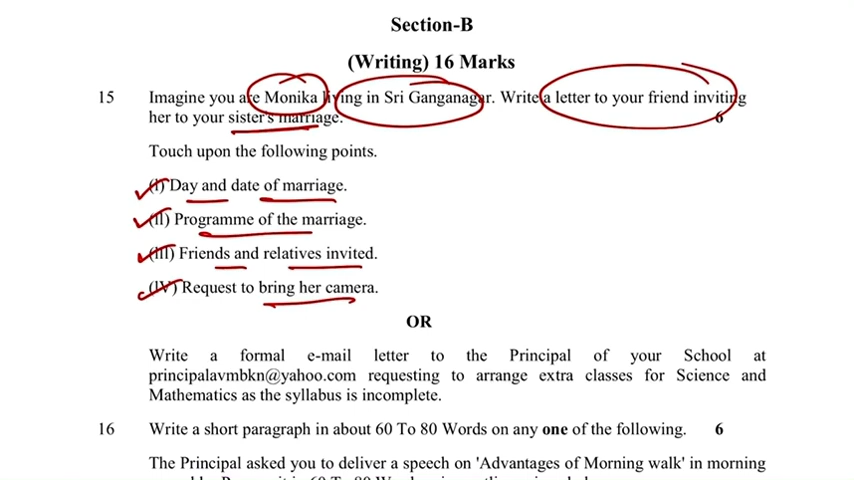 Section-B
(Writing) 16 Marks
15 Imagine you are Monika living in Sri Ganganagar. Write a letter to your friend inviting
her to your sister's marriage. 6
Touch upon the following points.
(I) Day and date of marriage.
(II) Programme of the marriage.
(III) Friends and relatives invited.
(IV) Request to bring her camera.
OR
Write a formal e-mail letter to the Principal of your School at
principalavmbkn@yahoo.com requesting to arrange extra classes for Science and
Mathematics as the syllabus is incomplete.
16 Write a short paragraph in about 60 To 80 Words on any one of the following. 6
The Principal asked you to deliver a speech on 'Advantages of Morning walk' in morning